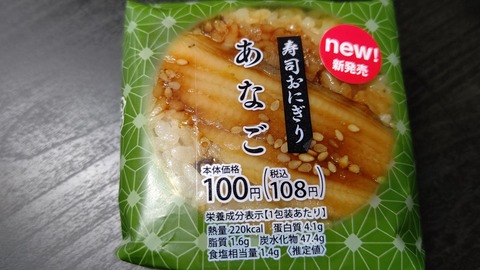 new!
新発売
寿司おにぎり
あなご
本体価格
100円(税込108円)
栄養成分表示【1包装あたり】
熱量 220kcal 蛋白質 4.1g
脂質 1.6g 炭水化物 47.4g
食塩相当量 1.4g (推定値)